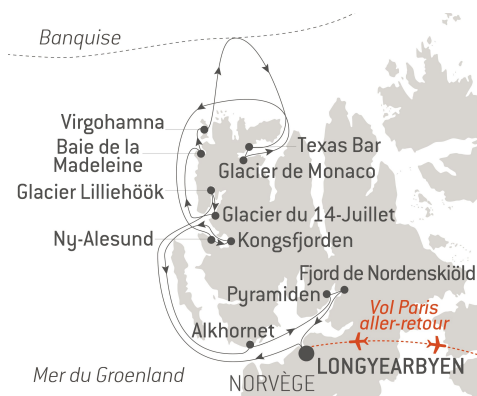 Banquise
Virgohamna
Baie de la
Madeleine
Texas Bar
Glacier de Monaco
Glacier Lilliehöök
Glacier du 14-Juillet
Ny-Alesund
Kongsfjorden
Fjord de Nordenskiöld
Pyramiden
Vol Paris
aller-retour
Alkhornet
LONGYEARBYEN
Mer du Groenland
NORVÈGE